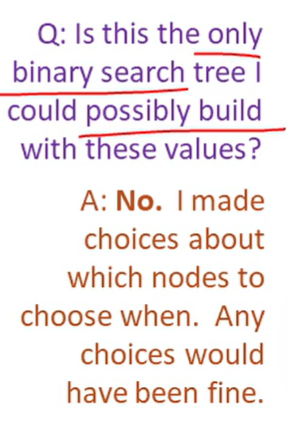 Q: Is this the only
binary search tree I
could possibly build
with these values?
A: No. I made
choices about
which nodes to
choose when. Any
choices would
have been fine.